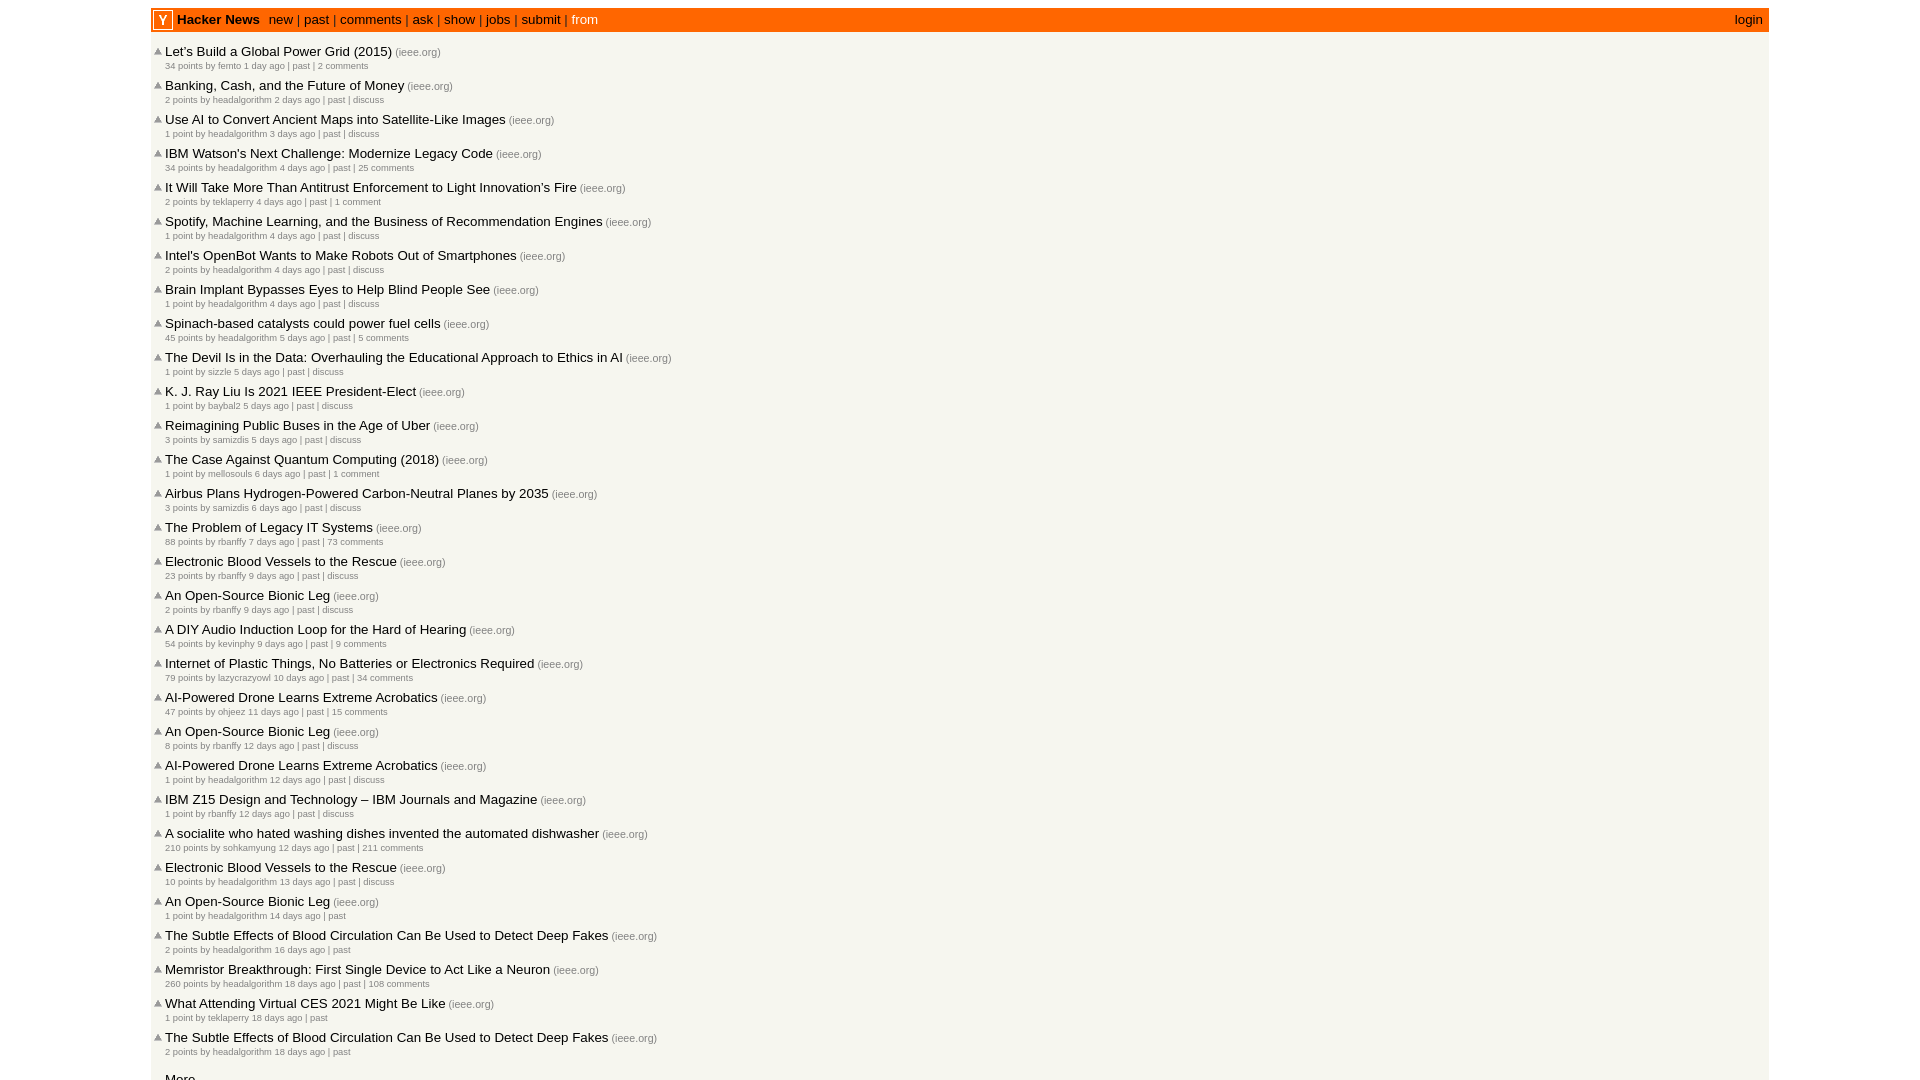 Y Hacker News new | past | comments | ask | show | jobs | submit | from login
Let's Build a Global Power Grid (2015) (ieee.org)
34 points by femto 1 day ago | past | 2 comments
Banking, Cash, and the Future of Money (ieee.org)
2 points by headalgorithm 2 days ago | past | discuss
Use AI to Convert Ancient Maps into Satellite-Like Images (ieee.org)
1 point by headalgorithm 3 days ago | past | discuss
IBM Watson's Next Challenge: Modernize Legacy Code (ieee.org)
34 points by headalgorithm 4 days ago | past | 25 comments
It Will Take More Than Antitrust Enforcement to Light Innovation's Fire (ieee.org)
2 points by teklaperry 4 days ago | past | 1 comment
Spotify, Machine Learning, and the Business of Recommendation Engines (ieee.org)
1 point by headalgorithm 4 days ago | past | discuss
Intel's OpenBot Wants to Make Robots Out of Smartphones (ieee.org)
2 points by headalgorithm 4 days ago | past | discuss
Brain Implant Bypasses Eyes to Help Blind People See (ieee.org)
1 point by headalgorithm 4 days ago | past | discuss
Spinach-based catalysts could power fuel cells (ieee.org)
45 points by headalgorithm 5 days ago | past | 5 comments
The Devil Is in the Data: Overhauling the Educational Approach to Ethics in AI (ieee.org)
1 point by sizzle 5 days ago | past | discuss
K. J. Ray Liu Is 2021 IEEE President-Elect (ieee.org)
1 point by baybal2 5 days ago | past | discuss
Reimagining Public Buses in the Age of Uber (ieee.org)
3 points by samizdis 5 days ago | past | discuss
The Case Against Quantum Computing (2018) (ieee.org)
1 point by mellosouls 6 days ago | past | 1 comment
Airbus Plans Hydrogen-Powered Carbon-Neutral Planes by 2035 (ieee.org)
3 points by samizdis 6 days ago | past | discuss
The Problem of Legacy IT Systems (ieee.org)
88 points by rbanffy 7 days ago | past | 73 comments
Electronic Blood Vessels to the Rescue (ieee.org)
23 points by rbanffy 9 days ago | past | discuss
An Open-Source Bionic Leg (ieee.org)
2 points by rbanffy 9 days ago | past | discuss
A DIY Audio Induction Loop for the Hard of Hearing (ieee.org)
54 points by kevinphy 9 days ago | past | 9 comments
Internet of Plastic Things, No Batteries or Electronics Required (ieee.org)
79 points by lazycrazyowl 10 days ago | past | 34 comments
AI-Powered Drone Learns Extreme Acrobatics (ieee.org)
47 points by ohjeez 11 days ago | past | 15 comments
An Open-Source Bionic Leg (ieee.org)
8 points by rbanffy 12 days ago | past | discuss
AI-Powered Drone Learns Extreme Acrobatics (ieee.org)
1 point by headalgorithm 12 days ago | past | discuss
IBM Z15 Design and Technology – IBM Journals and Magazine (ieee.org)
1 point by rbanffy 12 days ago | past | discuss
A socialite who hated washing dishes invented the automated dishwasher (ieee.org)
210 points by sohkamyung 12 days ago | past | 211 comments
Electronic Blood Vessels to the Rescue (ieee.org)
10 points by headalgorithm 13 days ago | past | discuss
An Open-Source Bionic Leg (ieee.org)
1 point by headalgorithm 14 days ago | past
The Subtle Effects of Blood Circulation Can Be Used to Detect Deep Fakes (ieee.org)
2 points by headalgorithm 16 days ago | past
Memristor Breakthrough: First Single Device to Act Like a Neuron (ieee.org)
260 points by headalgorithm 18 days ago | past | 108 comments
What Attending Virtual CES 2021 Might Be Like (ieee.org)
1 point by teklaperry 18 days ago | past
The Subtle Effects of Blood Circulation Can Be Used to Detect Deep Fakes (ieee.org)
2 points by headalgorithm 18 days ago | past
More